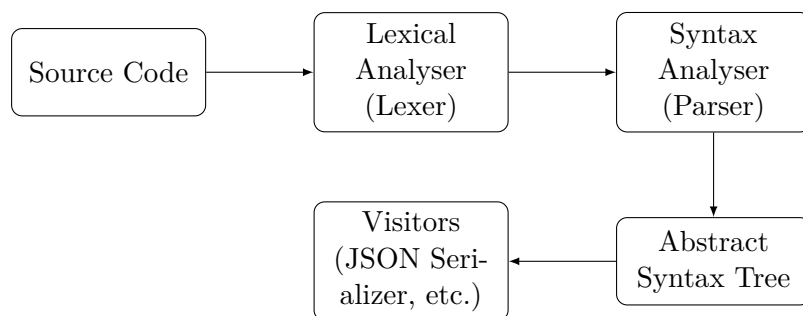 Source Code
Lexical
Analyser
(Lexer)
Syntax
Analyser
(Parser)
Visitors
(JSON Seri-
alizer, etc.)
Abstract
Syntax Tree